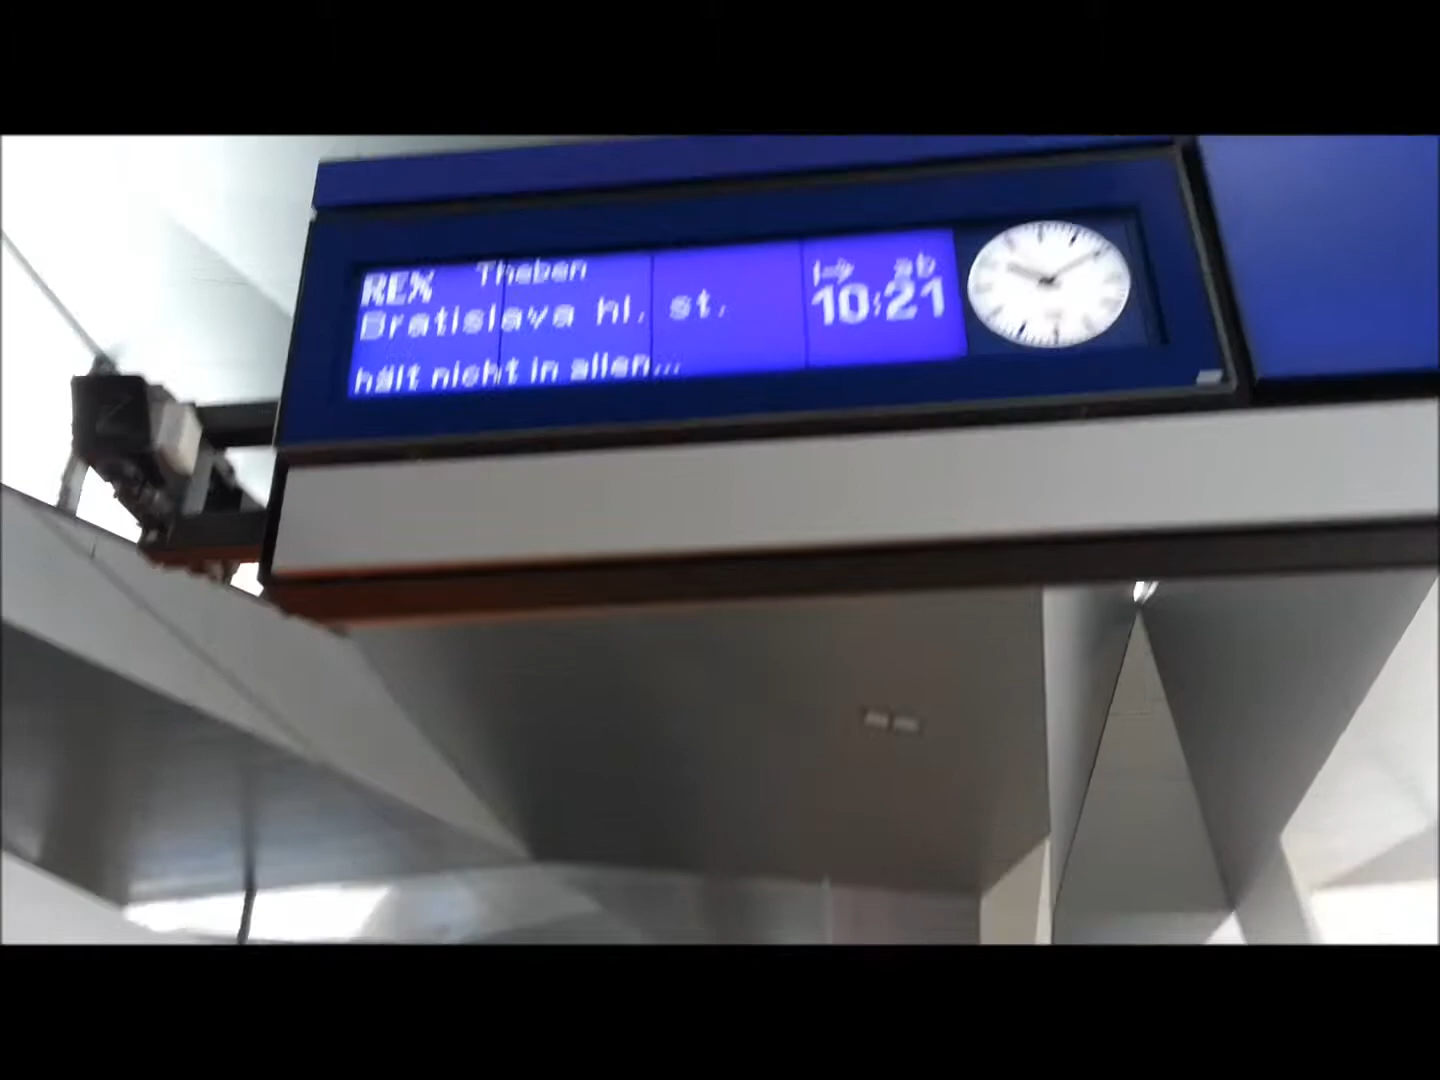 REX Theben ab
Bratislava hl. st. 10:21
hält nicht in allen...